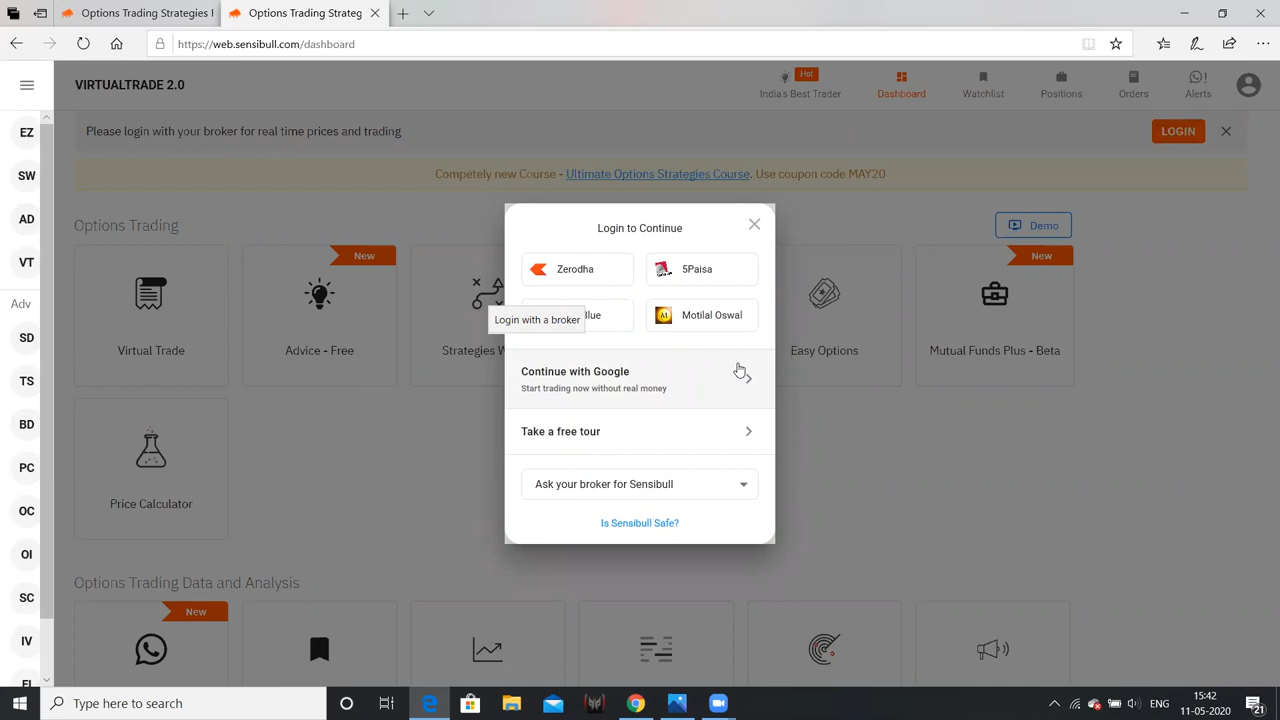 Options Trading Strategies I
Options Trading Strateg
https://web.sensibull.com/dashboard
VIRTUALTRADE 2.0
Hot
India's Best Trader
Dashboard
Watchlist
Positions
Orders
Alerts
Please login with your broker for real time prices and trading
LOGIN
Competely new Course - Ultimate Options Strategies Course. Use coupon code MAY20
EZ
SW
AD
VT
Adv
SD
TS
BD
PC
OC
OI
SC
IV
Options Trading
Demo
New
New
Virtual Trade
Advice - Free
Strategies W
Easy Options
Mutual Funds Plus - Beta
Price Calculator
Login to Continue
Zerodha
5Paisa
Login with a broker
Blue
Motilal Oswal
Continue with Google
Start trading now without real money
Take a free tour
Ask your broker for Sensibull
Is Sensibull Safe?
Options Trading Data and Analysis
New
Type here to search
15:42
11-05-2020
21